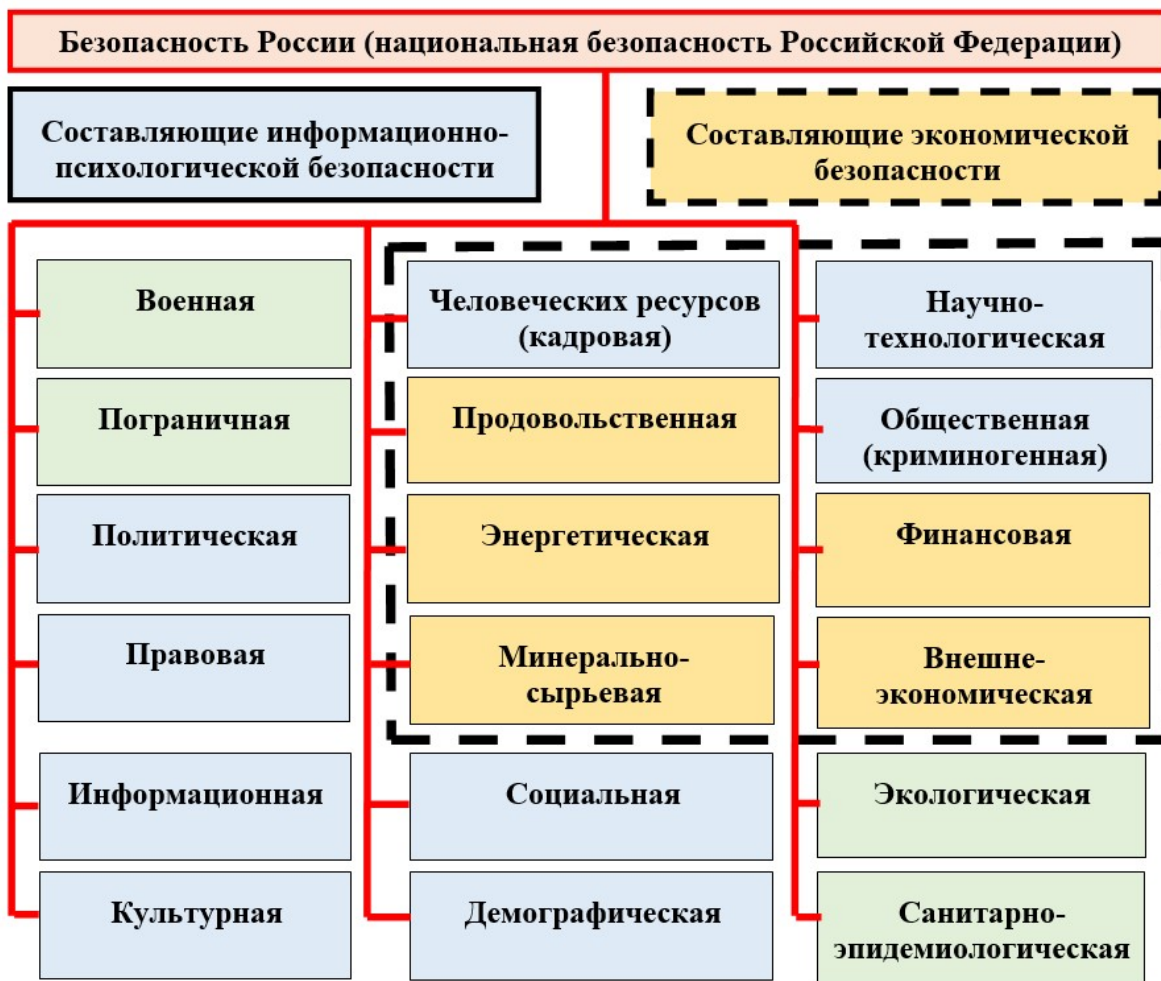 Безопасность России (национальная безопасность Российской Федерации)
Составляющие информационно-
психологической безопасности
Составляющие экономической
безопасности
Военная
Пограничная
Политическая
Правовая
Информационная
Культурная
Человеческих ресурсов
(кадровая)
Продовольственная
Энергетическая
Минерально-
сырьевая
Социальная
Демографическая
Научно-
технологическая
Общественная
(криминогенная)
Финансовая
Внешне-
экономическая
Экологическая
Санитарно-
эпидемиологическая